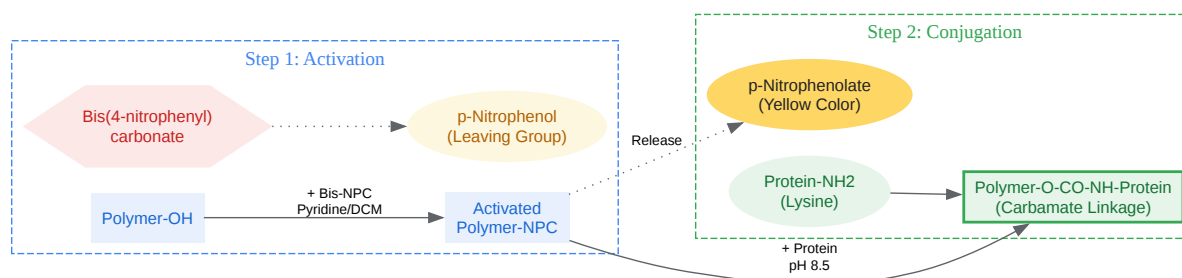 Step 1: Activation
Bis(4-nitrophenyl)
carbonate
p-Nitrophenol
(Leaving Group)
Polymer-OH
+ Bis-NPC
Pyridine/DCM
Activated
Polymer-NPC
Release
Step 2: Conjugation
p-Nitrophenolate
(Yellow Color)
Protein-NH2
(Lysine)
Polymer-O-CO-NH-Protein
(Carbamate Linkage)
+ Protein
pH 8.5